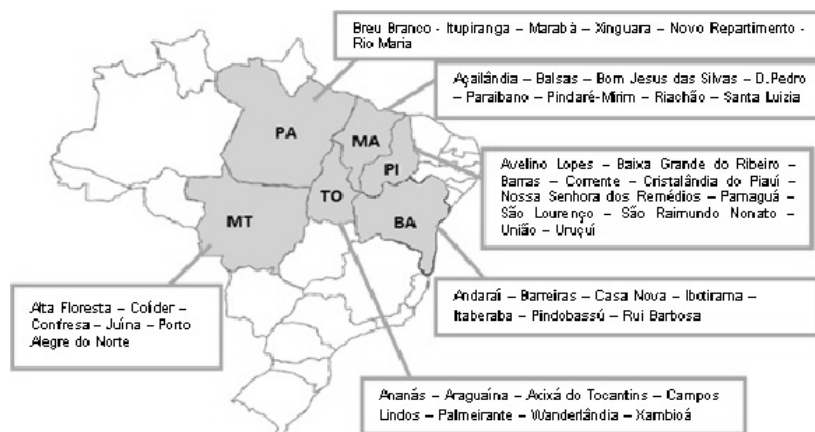 Breu Branco - Itupiranga – Marabá – Xinguara – Novo Repartimento -
Rio Maria
Açailândia – Balsas – Bom Jesus das Silvas – D.Pedro
– Paraibano – Pindaré-Mirim – Riachão – Santa Luizia
PA
MA
PI
TO
MT
BA
Avelino Lopes – Baixa Grande do Ribeiro –
Barras – Corrente – Cristalândia do Piauí –
Nossa Senhora dos Remédios – Parnaguá –
São Lourenço – São Raimundo Nonato –
União – Uruçuí
Andaraí – Barreiras – Casa Nova – Ibotirama –
Itaberaba – Pindobassú – Rui Barbosa
Alta Floresta – Colíder –
Confresa – Juína – Porto
Alegre do Norte
Ananás – Araguaína – Axixá do Tocantins – Campos
Lindos – Palmeirante – Wanderlândia – Xambioá